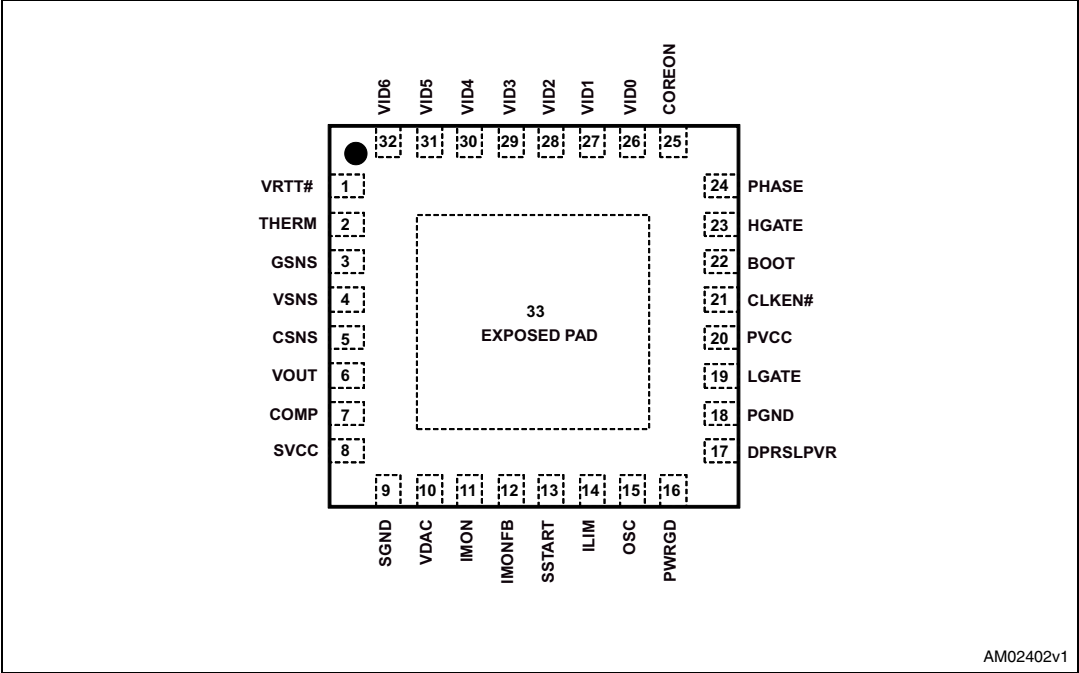 VID6
VID5
VID4
VID3
VID2
VID1
VID0
COREON
32
31
30
29
28
27
26
25
VRTT# 1
THERM 2
GSNS 3
VSNS 4
CSNS 5
VOUT 6
COMP 7
SVCC 8
33
EXPOSED PAD
24 PHASE
23 HGATE
22 BOOT
21 CLKEN#
20 PVCC
19 LGATE
18 PGND
17 DPRSLPVR
9
10
11
12
13
14
15
16
SGND
VDAC
IMON
IMONFB
SSTART
ILIM
OSC
PWRGD
AM02402v1